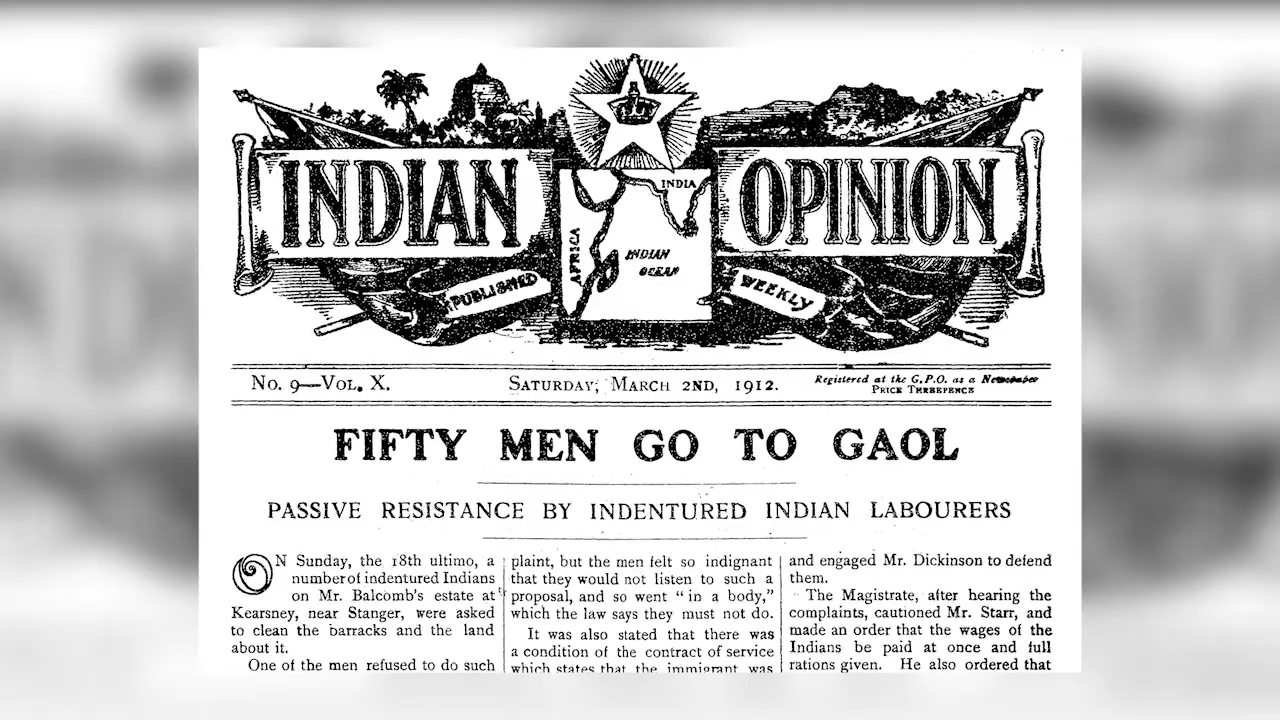 INDIAN OPINION
INDIA
AFRICA
INDIAN
OCEAN
PUBLISHED
WEEKLY
No. 9—Vol. X.
Saturday, March 2nd, 1912.
Registered at the G.P.O. as a Newspaper
Price Threepence
FIFTY MEN GO TO GAOL
PASSIVE RESISTANCE BY INDENTURED INDIAN LABOURERS
ON Sunday, the 18th ultimo, a
number of indentured Indians
on Mr. Balcomb's estate at
Kearsney, near Stanger, were asked
to clean the barracks and the land
about it.
One of the men refused to do such
plaint, but the men felt so indignant
that they would not listen to such a
proposal, and so went "in a body,"
which the law says they must not do.
It was also stated that there was
a condition of the contract of service
which states that the immigrant was
and engaged Mr. Dickinson to defend
them.
The Magistrate, after hearing the
complaints, cautioned Mr. Starr, and
made an order that the wages of the
Indians be paid at once and full
rations given. He also ordered that